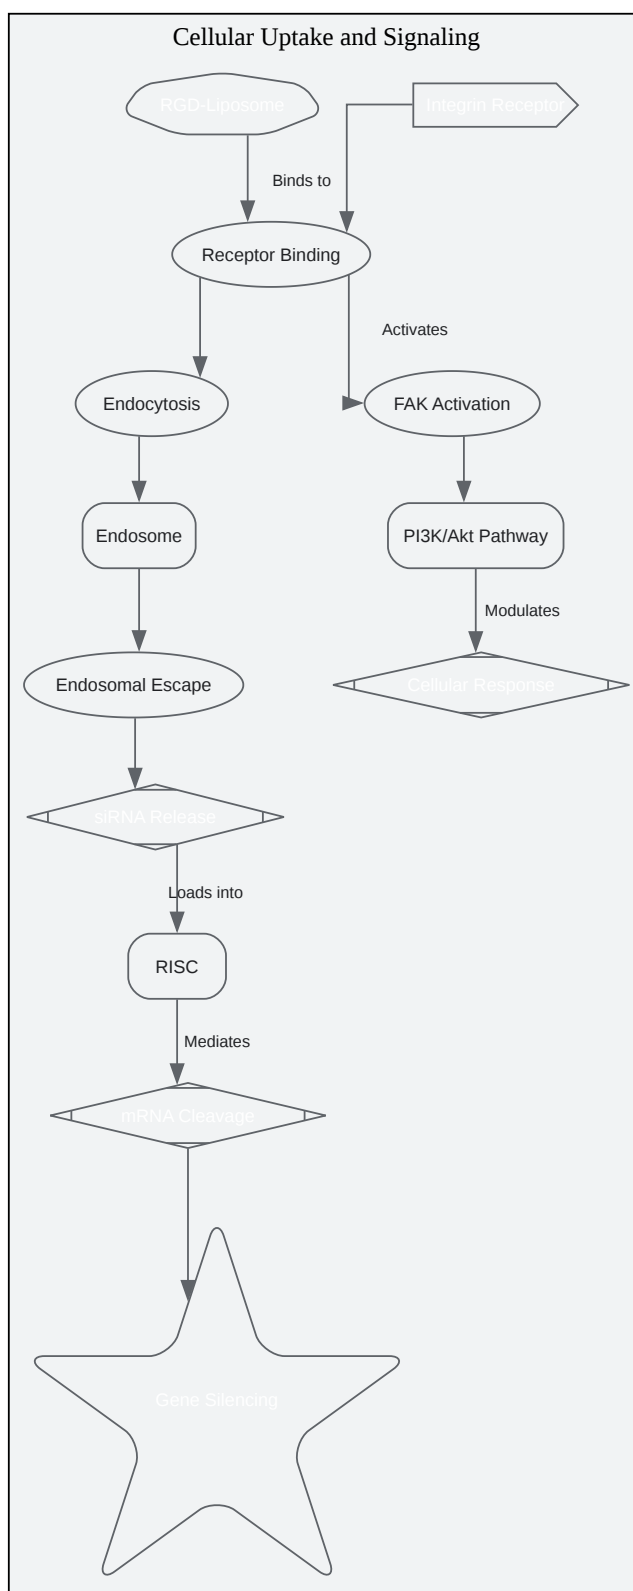 Cellular Uptake and Signaling
RGD-Liposome
Integrin Receptor
Binds to
Receptor Binding
Activates
Endocytosis
FAK Activation
Endosome
PI3K/Akt Pathway
Modulates
Endosomal Escape
Cellular Response
siRNA Release
Loads into
RISC
Mediates
mRNA Cleavage
Gene Silencing